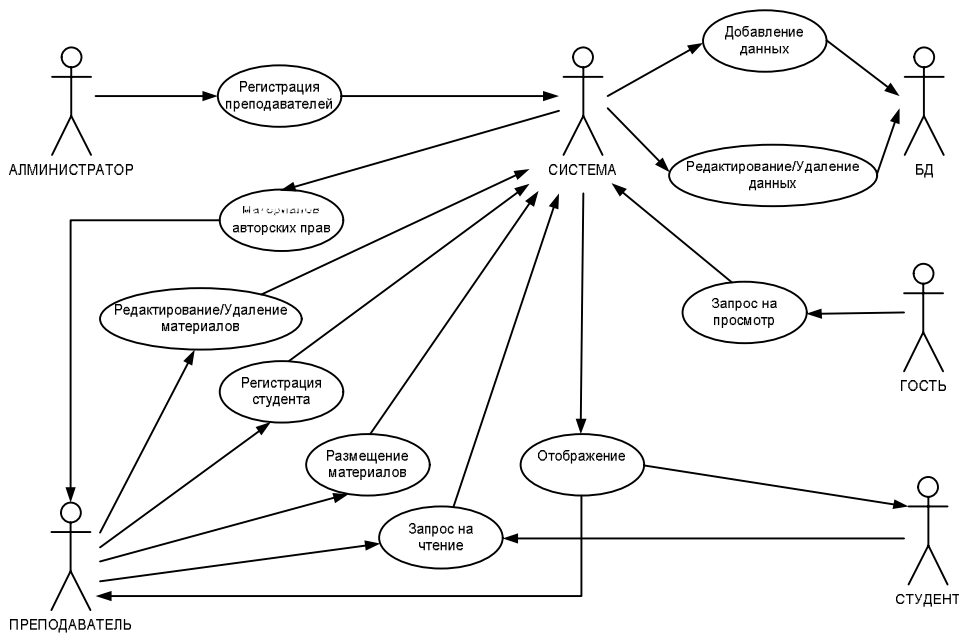 Добавление
данных
Регистрация
преподавателей
АЛМИНИСТРАТОР
СИСТЕМА
Редактирование/Удаление
данных
БД
авторских прав
Редактирование/Удаление
материалов
Запрос на
просмотр
ГОСТЬ
Регистрация
студента
Размещение
материалов
Отображение
Запрос на
чтение
СТУДЕНТ
ПРЕПОДАВАТЕЛЬ